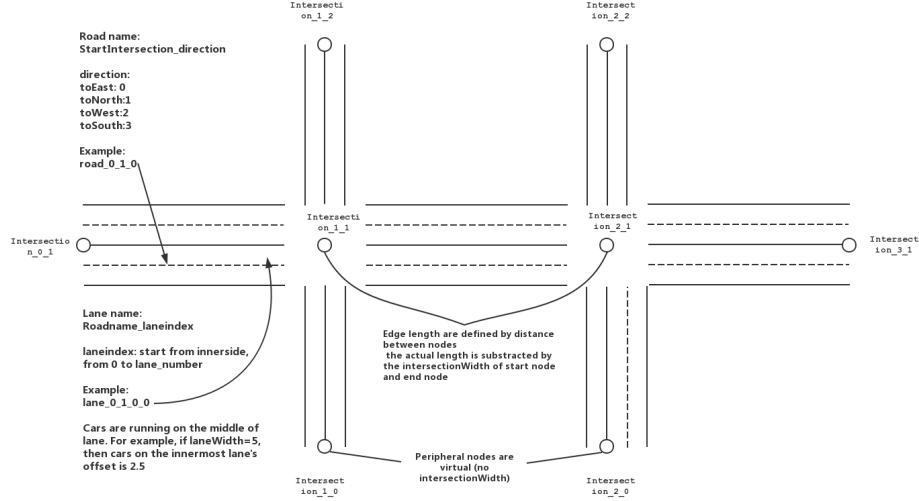 Intersecti
on_1_2
Intersect
ion_2_2
Road name:
StartIntersection_direction
direction:
toEast: 0
toNorth:1
toWest:2
toSouth:3
Example:
road_0_1_0
Intersectio
n_0_1
Intersecti
on_1_1
Intersect
ion_2_1
Intersect
ion_3_1
Lane name:
Roadname_laneindex
laneindex: start from innerside,
from 0 to lane_number
Example:
lane_0_1_0_0
Cars are running on the middle of
lane. For example, if laneWidth=5,
then cars on the innermost lane's
offset is 2.5
Edge length are defined by distance
between nodes
the actual length is substracted by
the intersectionWidth of start node
and end node
Peripheral nodes are
virtual (no
intersectionWidth)
Intersect
ion_1_0
Intersect
ion_2_0